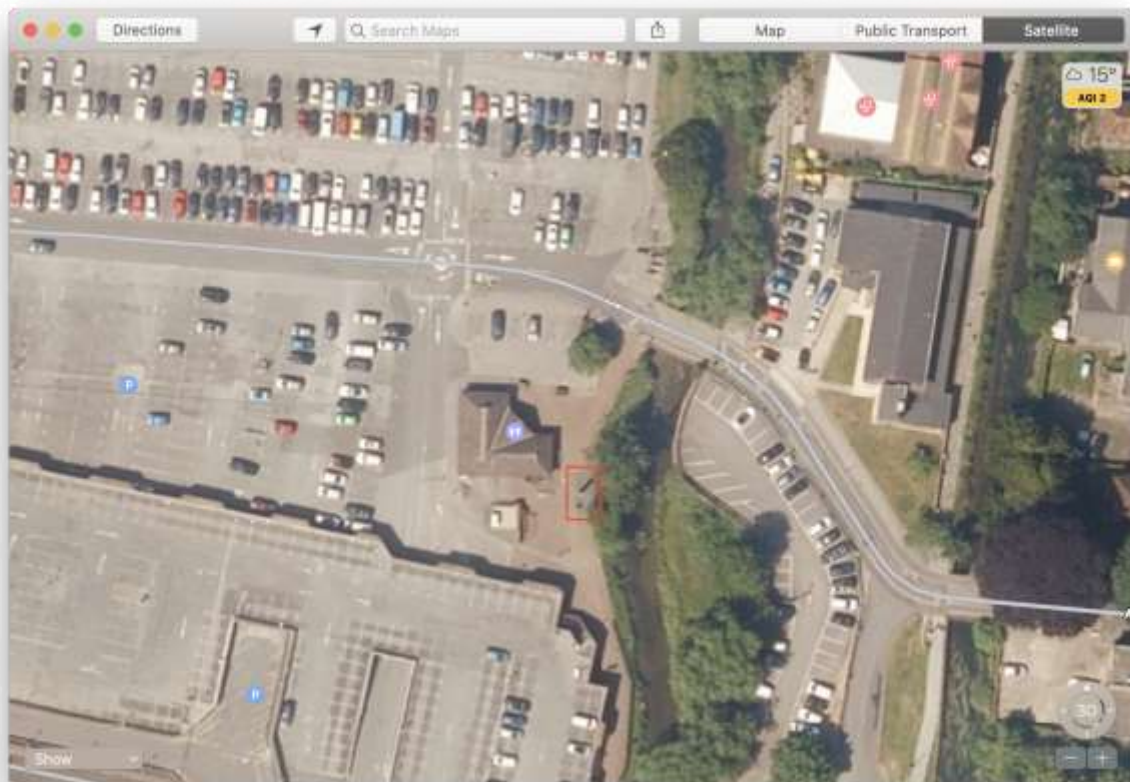 Directions
Search Maps
Map
Public Transport
Satellite
15°
AQI 2
P
P
3D
Show